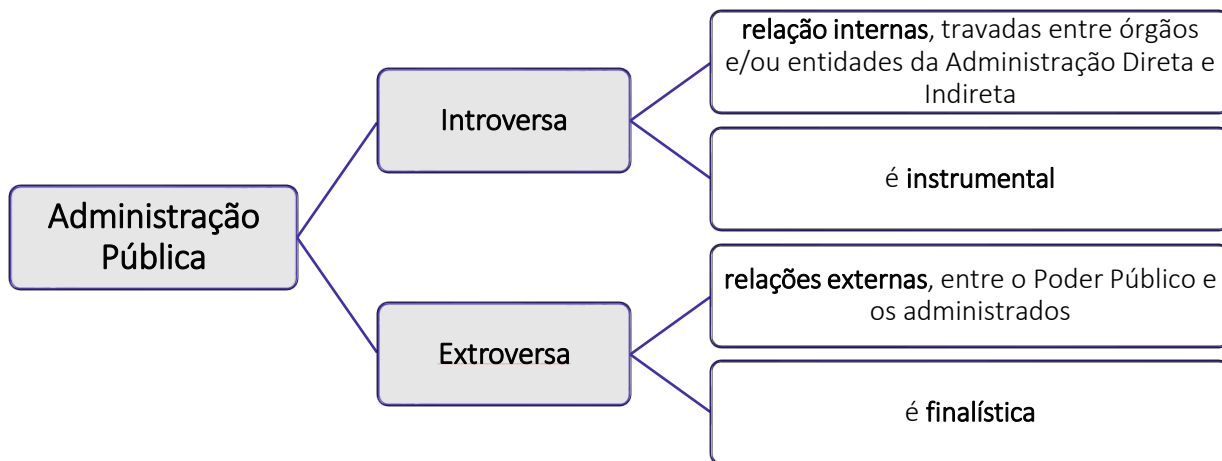 relação internas, travadas entre órgãos
e/ou entidades da Administração Direta e
Indireta
Introversa
é instrumental
Administração
Pública
relações externas, entre o Poder Público e
os administrados
Extroversa
é finalística